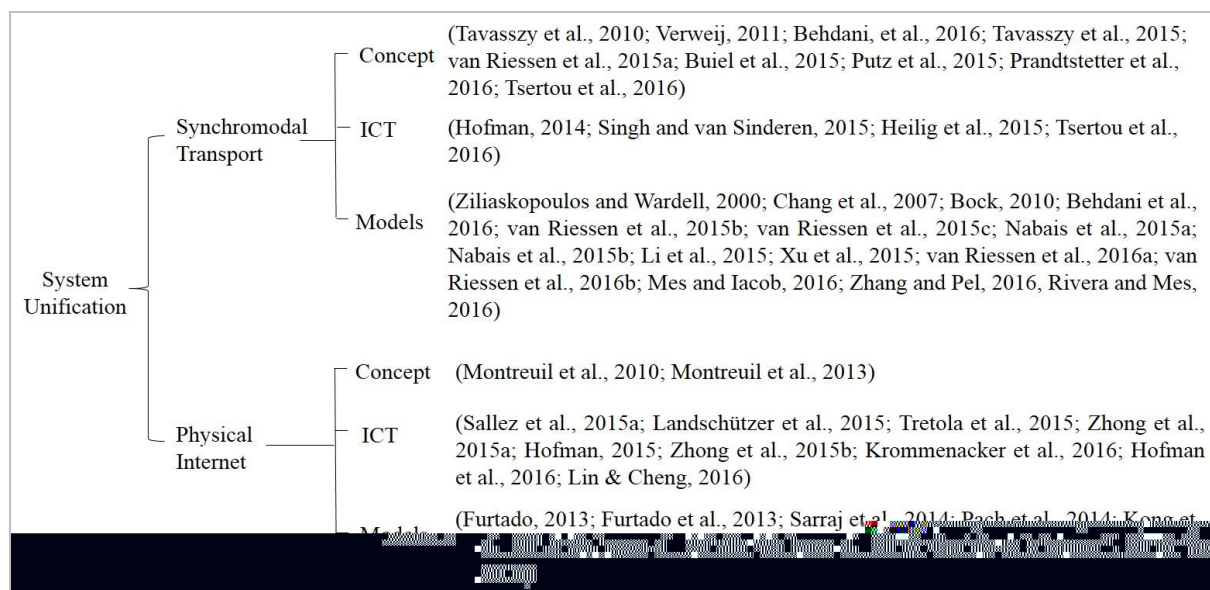 Concept
(Tavasszy et al., 2010; Verweij, 2011; Behdani, et al., 2016; Tavasszy et al., 2015;
van Riessen et al., 2015a; Buiel et al., 2015; Putz et al., 2015; Prandtstetter et al.,
2016; Tsertou et al., 2016)
Synchromodal
Transport
ICT
(Hofman, 2014; Singh and van Sinderen, 2015; Heilig et al., 2015; Tsertou et al.,
2016)
Models
(Ziliaskopoulos and Wardell, 2000; Chang et al., 2007; Bock, 2010; Behdani et al.,
2016; van Riessen et al., 2015b; van Riessen et al., 2015c; Nabais et al., 2015a;
Nabais et al., 2015b; Li et al., 2015; Xu et al., 2015; van Riessen et al., 2016a; van
Riessen et al., 2016b; Mes and Iacob, 2016; Zhang and Pel, 2016, Rivera and Mes,
2016)
System
Unification
Concept
(Montreuil et al., 2010; Montreuil et al., 2013)
Physical
Internet
ICT
(Sallez et al., 2015a; Landschützer et al., 2015; Tretola et al., 2015; Zhong et al.,
2015a; Hofman, 2015; Zhong et al., 2015b; Krommenacker et al., 2016; Hofman
et al., 2016; Lin & Cheng, 2016)
Models
(Furtado, 2013; Furtado et al., 2013; Sarraj et al., 2014; Pach et al., 2014; Kong et